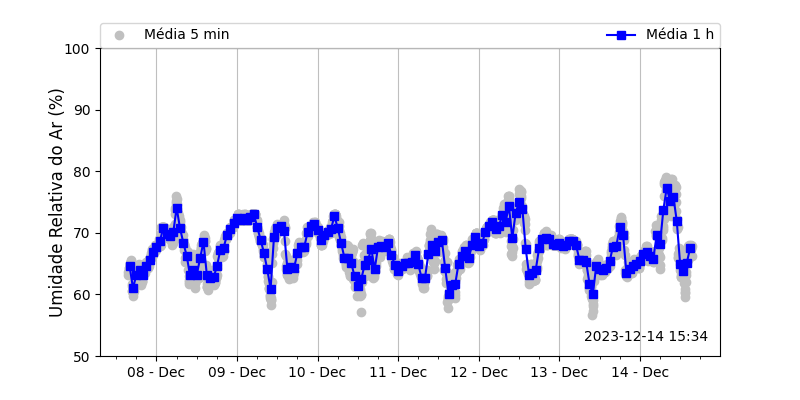 Média 5 min
Média 1 h
Umidade Relativa do Ar (%)
100
90
80
70
60
50
2023-12-14 15:34
08 - Dec
09 - Dec
10 - Dec
11 - Dec
12 - Dec
13 - Dec
14 - Dec